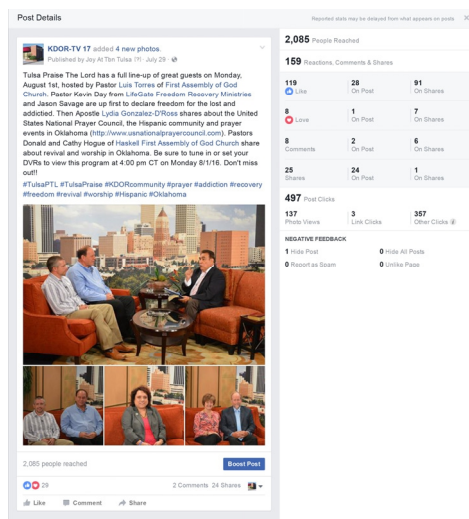 Post Details
Reported stats may be delayed from what appears on posts
KDOR-TV 17 added 4 new photos.
Published by Joy At Tbn Tulsa [?] · July 28 ·
Tulsa Praise The Lord has a full line-up of great guests on Monday,
August 1st, hosted by Pastor Luis Torres of First Assembly of God
Church. Pastor Kevin Day from LifeGate Freedom Recovery Ministries
and Jason Savage are up first to declare freedom for the lost and
addicted. Then Apostle Lydia Gonzalez-D'Ross shares about the United
States National Prayer Council, the Hispanic community and prayer
events in Oklahoma (http://www.usnationalprayercouncil.com). Pastors
Donald and Cathy Hogue of Haskell First Assembly of God Church share
about revival and worship in Oklahoma. Be sure to tune in or set your
DVRs to view this program at 4:00 pm CT on Monday 8/1/16. Don't miss
out!!
#TulsaPTL #TulsaPraise #KDORcommunity #prayer #addiction #recovery
#freedom #revival #worship #Hispanic #Oklahoma
2,085 people reached
Boost Post
29
2 Comments 24 Shares
Like Comment Share
2,085 People Reached
159 Reactions, Comments & Shares
119 28 91
Like On Post On Shares
8 1 7
Love On Post On Shares
8 2 6
Comments On Post On Shares
25 24 1
Shares On Post On Shares
497 Post Clicks
137 3 357
Photo Views Link Clicks Other Clicks
NEGATIVE FEEDBACK
1 Hide Post 0 Hide All Posts
0 Report as Spam 0 Unlike Page